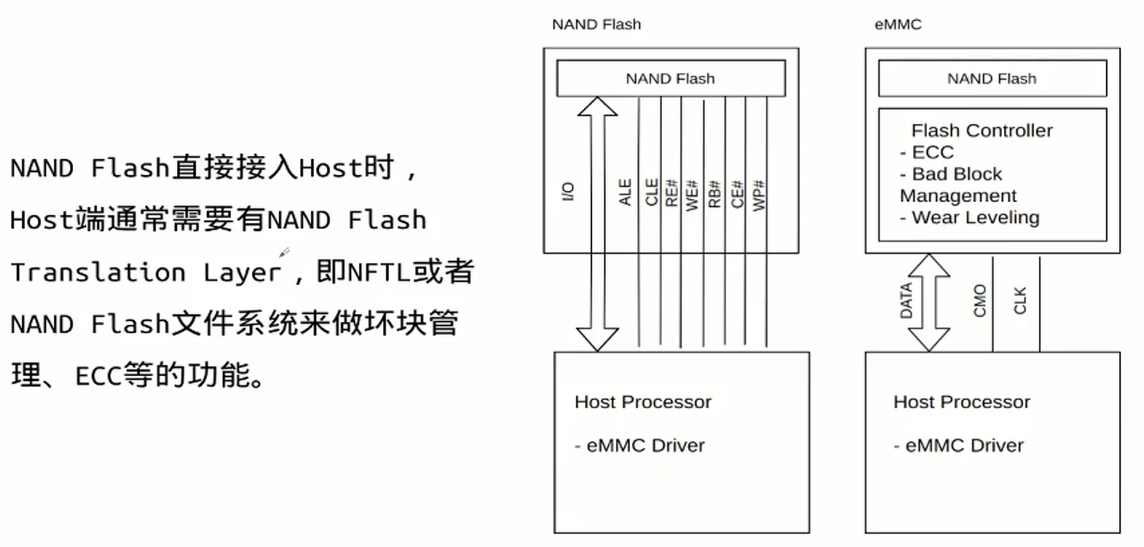 NAND Flash直接接入Host时，
Host端通常需要有NAND Flash
Translation Layer，即NFTL或者
NAND Flash文件系统来做坏块管
理、ECC等的功能。
NAND Flash
NAND Flash
I/O
ALE
CLE
RE#
WE#
RB#
CE#
WP#
Host Processor
- eMMC Driver
eMMC
NAND Flash
Flash Controller
- ECC
- Bad Block
Management
- Wear Leveling
DATA
CMO
CLK
Host Processor
- eMMC Driver